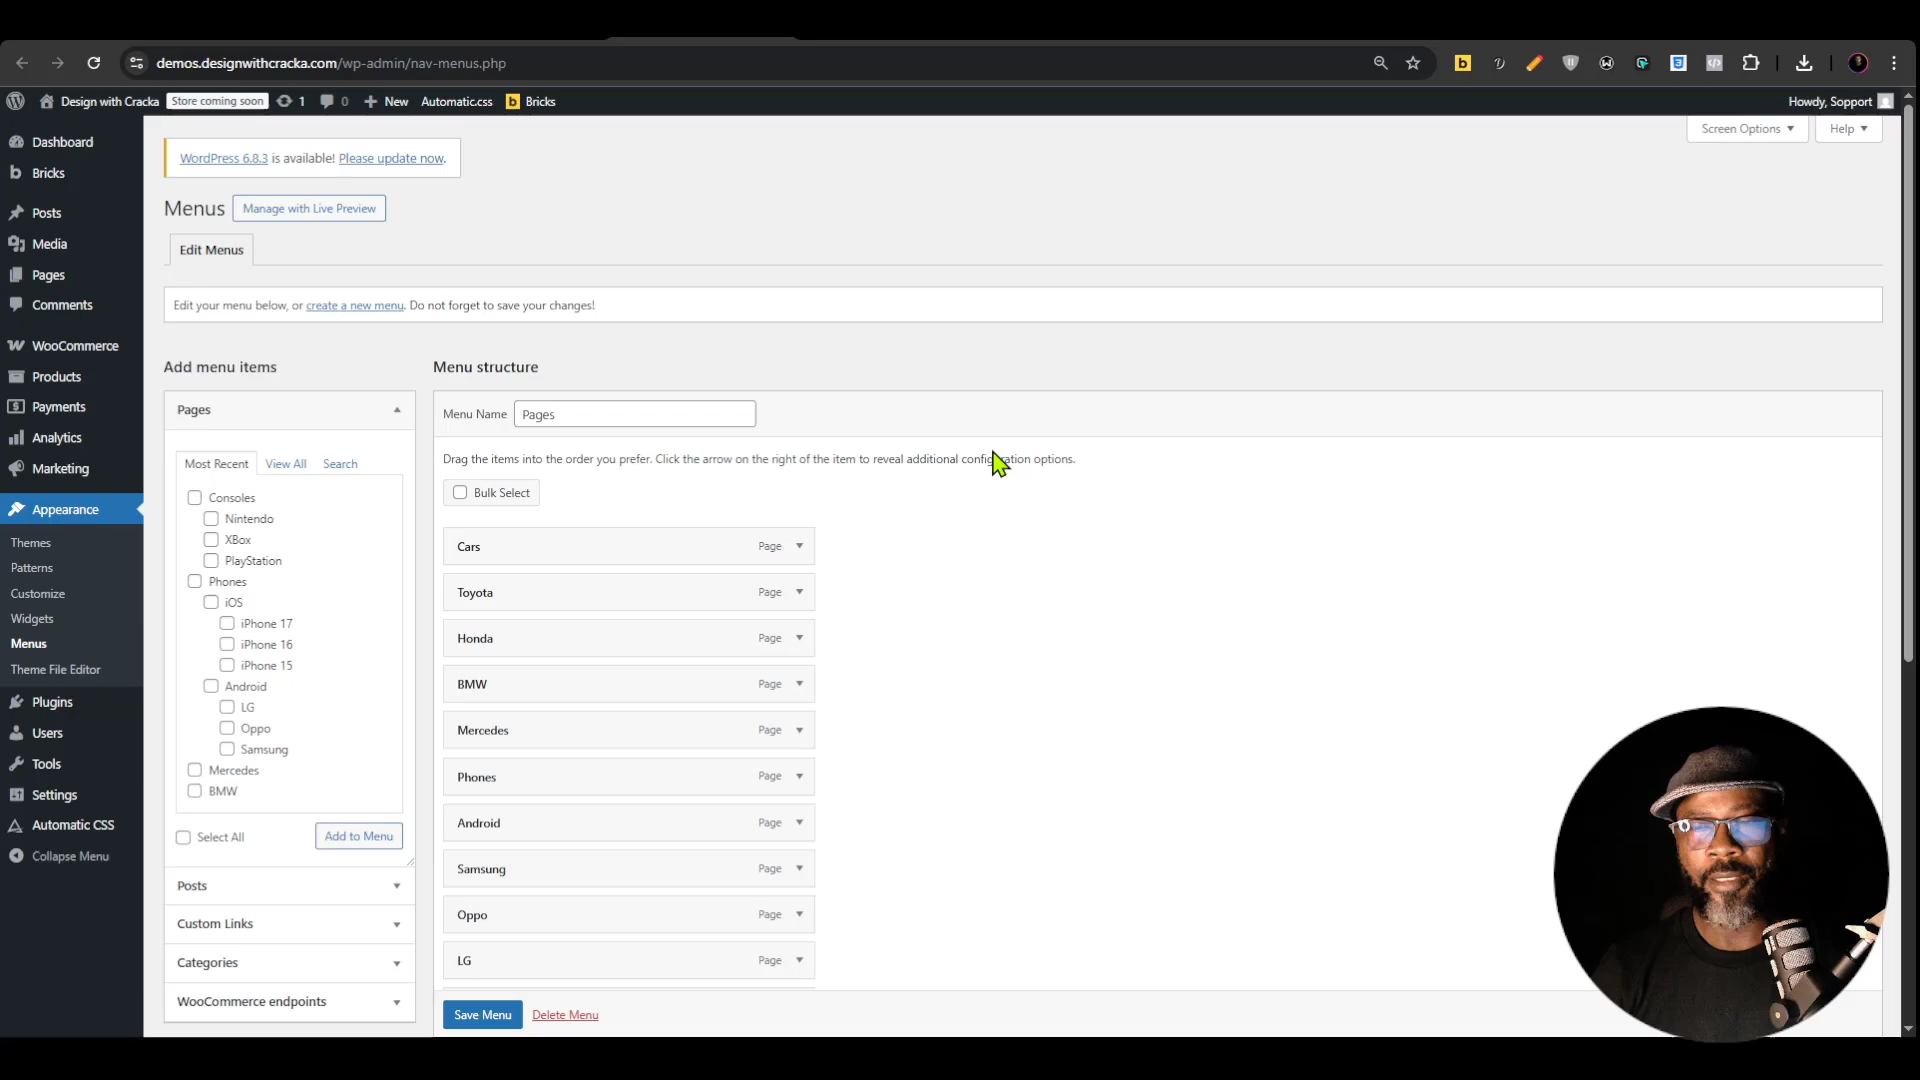 demos.designwithcracka.com/wp-admin/nav-menus.php
Design with Cracka Store coming soon 1 0 New Automatic.css Bricks
Howdy, Sopport
Dashboard
Bricks
Posts
Media
Pages
Comments
WooCommerce
Products
Payments
Analytics
Marketing
Appearance
Themes
Patterns
Customize
Widgets
Menus
Theme File Editor
Plugins
Users
Tools
Settings
Automatic CSS
Collapse Menu
Screen Options
Help
WordPress 6.8.3 is available! Please update now.
Menus Manage with Live Preview
Edit Menus
Edit your menu below, or create a new menu. Do not forget to save your changes!
Add menu items
Pages
Most Recent View All Search
Consoles
Nintendo
XBox
PlayStation
Phones
iOS
iPhone 17
iPhone 16
iPhone 15
Android
LG
Oppo
Samsung
Mercedes
BMW
Select All Add to Menu
Posts
Custom Links
Categories
WooCommerce endpoints
Menu structure
Menu Name Pages
Drag the items into the order you prefer. Click the arrow on the right of the item to reveal additional configuration options.
Bulk Select
Cars Page
Toyota Page
Honda Page
BMW Page
Mercedes Page
Phones Page
Android Page
Samsung Page
Oppo Page
LG Page
Save Menu Delete Menu